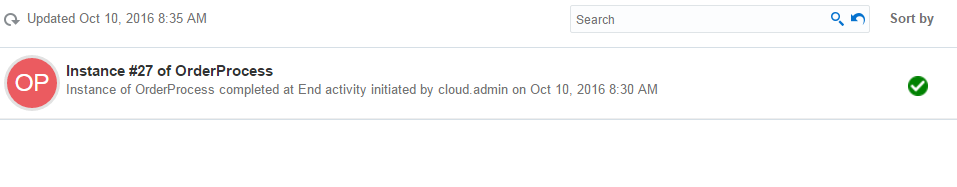 Updated Oct 10, 2016 8:35 AM
Search
Sort by
OP
Instance #27 of OrderProcess
Instance of OrderProcess completed at End activity initiated by cloud.admin on Oct 10, 2016 8:30 AM